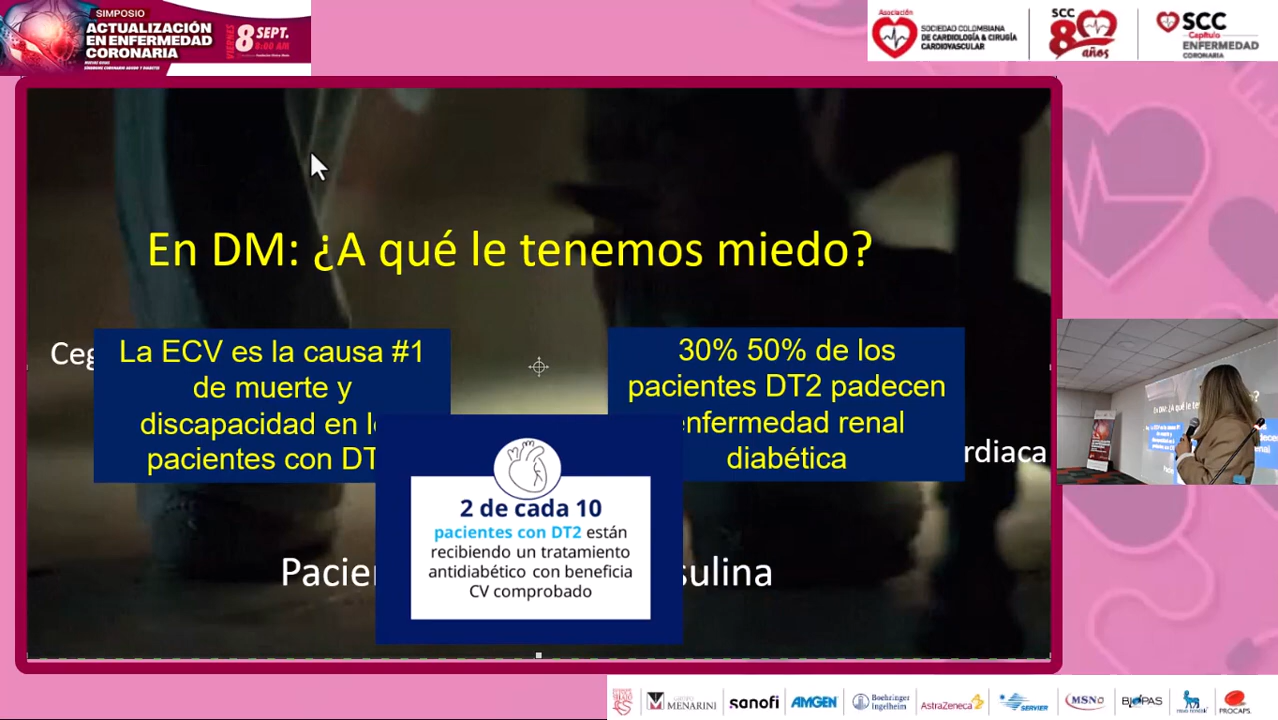 SIMPOSIO
ACTUALIZACIÓN
EN ENFERMEDAD
CORONARIA
VIERNES
8 SEPT.
8:00 AM
Asociación
SOCIEDAD COLOMBIANA
DE CARDIOLOGÍA & CIRUGÍA
CARDIOVASCULAR
SCC
80
años
SCC
Capítulo
ENFERMEDAD
CORONARIA
En DM: ¿A qué le tenemos miedo?
La ECV es la causa #1
de muerte y
discapacidad en
pacientes con DT
30% 50% de los
pacientes DT2 padecen
enfermedad renal
diabética
rdiaca
2 de cada 10
pacientes con DT2 están
recibiendo un tratamiento
antidiabético con beneficia
CV comprobado
Pacie
sulina
MENARINI
sanofi
AMGEN
Boehringer
Ingelheim
AstraZeneca
SERVIER
MSN
BIOPAS
PROCAPS